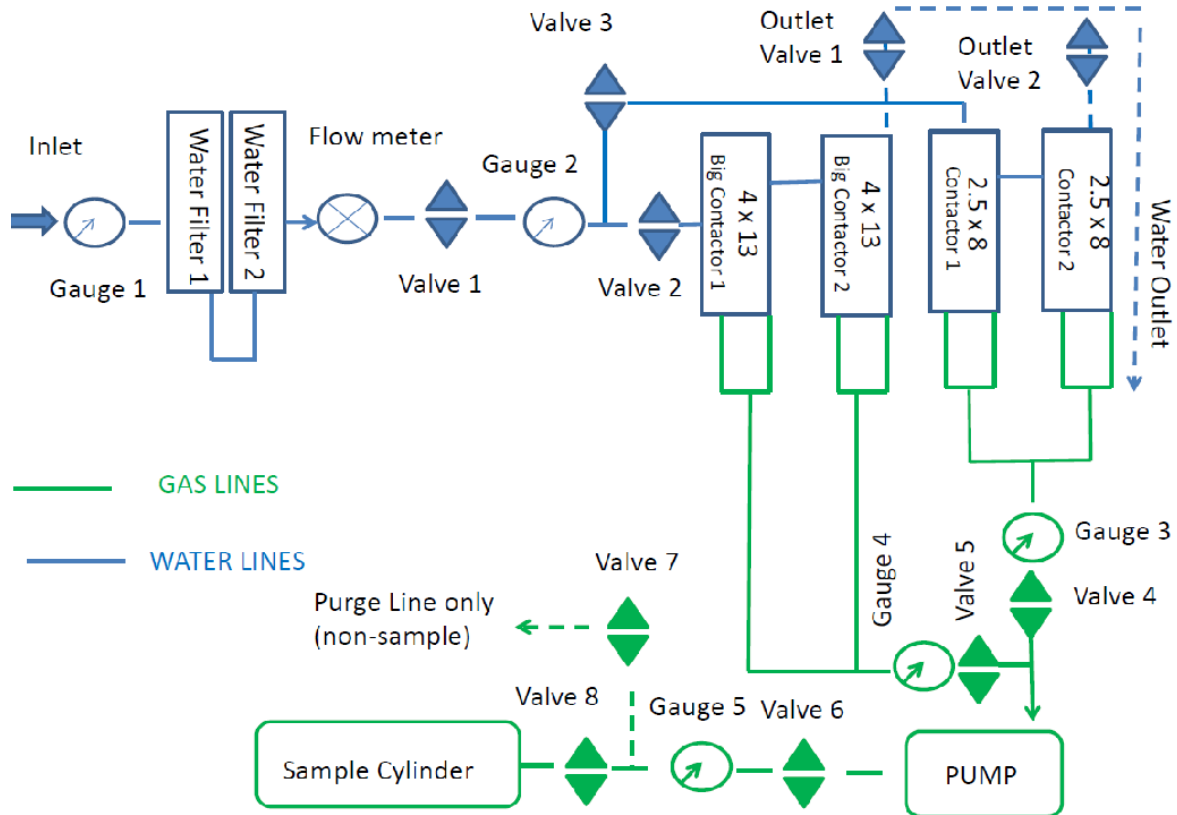 Valve 3
Outlet
Valve 1
Outlet
Valve 2
Inlet
Water Filter 1
Water Filter 2
Flow meter
Gauge 2
4 x 13
Big Contactor 1
4 x 13
Big Contactor 2
2.5 x 8
Contactor 1
2.5 x 8
Contactor 2
Water Outlet
Gauge 1
Valve 1
Valve 2
GAS LINES
WATER LINES
Gauge 4
Valve 5
Gauge 3
Valve 4
Valve 7
Purge Line only
(non-sample)
Valve 8
Gauge 5
Valve 6
Sample Cylinder
PUMP